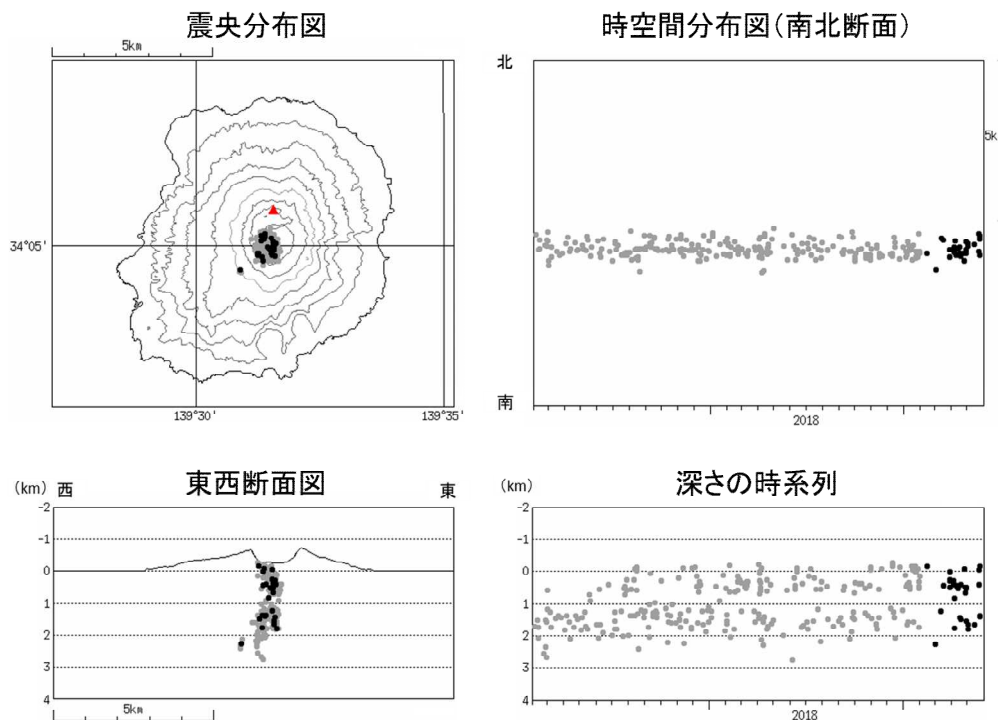 震央分布図
5km
34°05'
139°30'
139°35'
時空間分布図(南北断面)
北
南
5k
2018
東西断面図
(km) 西
東
-2
-1
0
1
2
3
4
5km
深さの時系列
(km)
-2
-1
0
1
2
3
4
2018